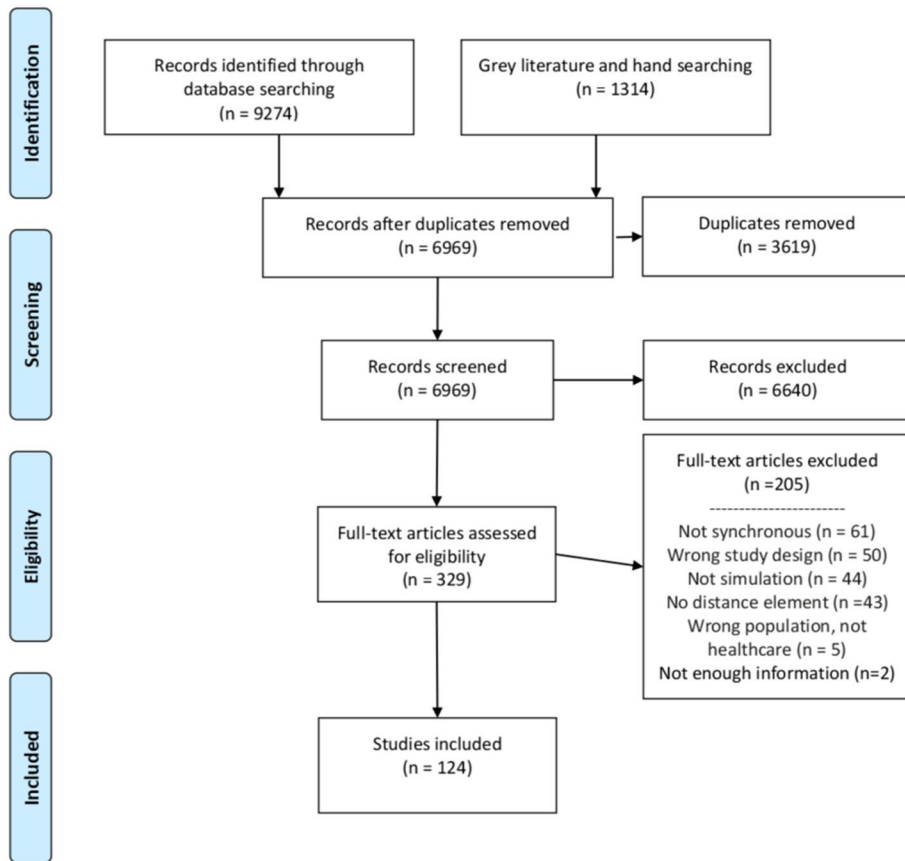 Identification
Records identified through
database searching
(n = 9274)
Grey literature and hand searching
(n = 1314)
Records after duplicates removed
(n = 6969)
Duplicates removed
(n = 3619)
Screening
Records screened
(n = 6969)
Records excluded
(n = 6640)
Eligibility
Full-text articles assessed
for eligibility
(n = 329)
Full-text articles excluded
(n =205)
-----------------------
Not synchronous (n = 61)
Wrong study design (n = 50)
Not simulation (n = 44)
No distance element (n =43)
Wrong population, not
healthcare (n = 5)
Not enough information (n=2)
Included
Studies included
(n = 124)